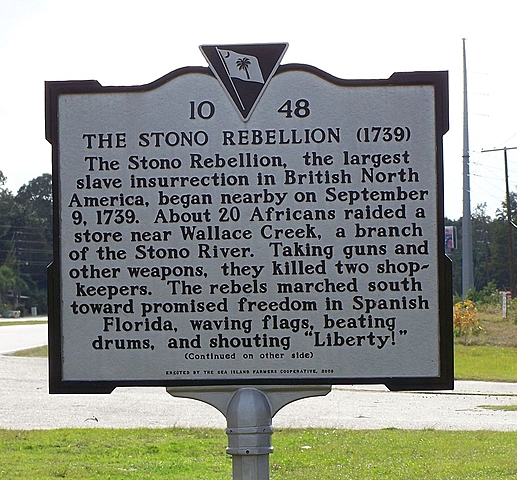 10 48
THE STONO REBELLION (1739)
The Stono Rebellion, the largest
slave insurrection in British North
America, began nearby on September
9, 1739. About 20 Africans raided a
store near Wallace Creek, a branch
of the Stono River. Taking guns and
other weapons, they killed two shop-
keepers. The rebels marched south
toward promised freedom in Spanish
Florida, waving flags, beating
drums, and shouting "Liberty!"
(Continued on other side)
ERECTED BY THE SEA ISLAND FARMERS COOPERATIVE, 2006